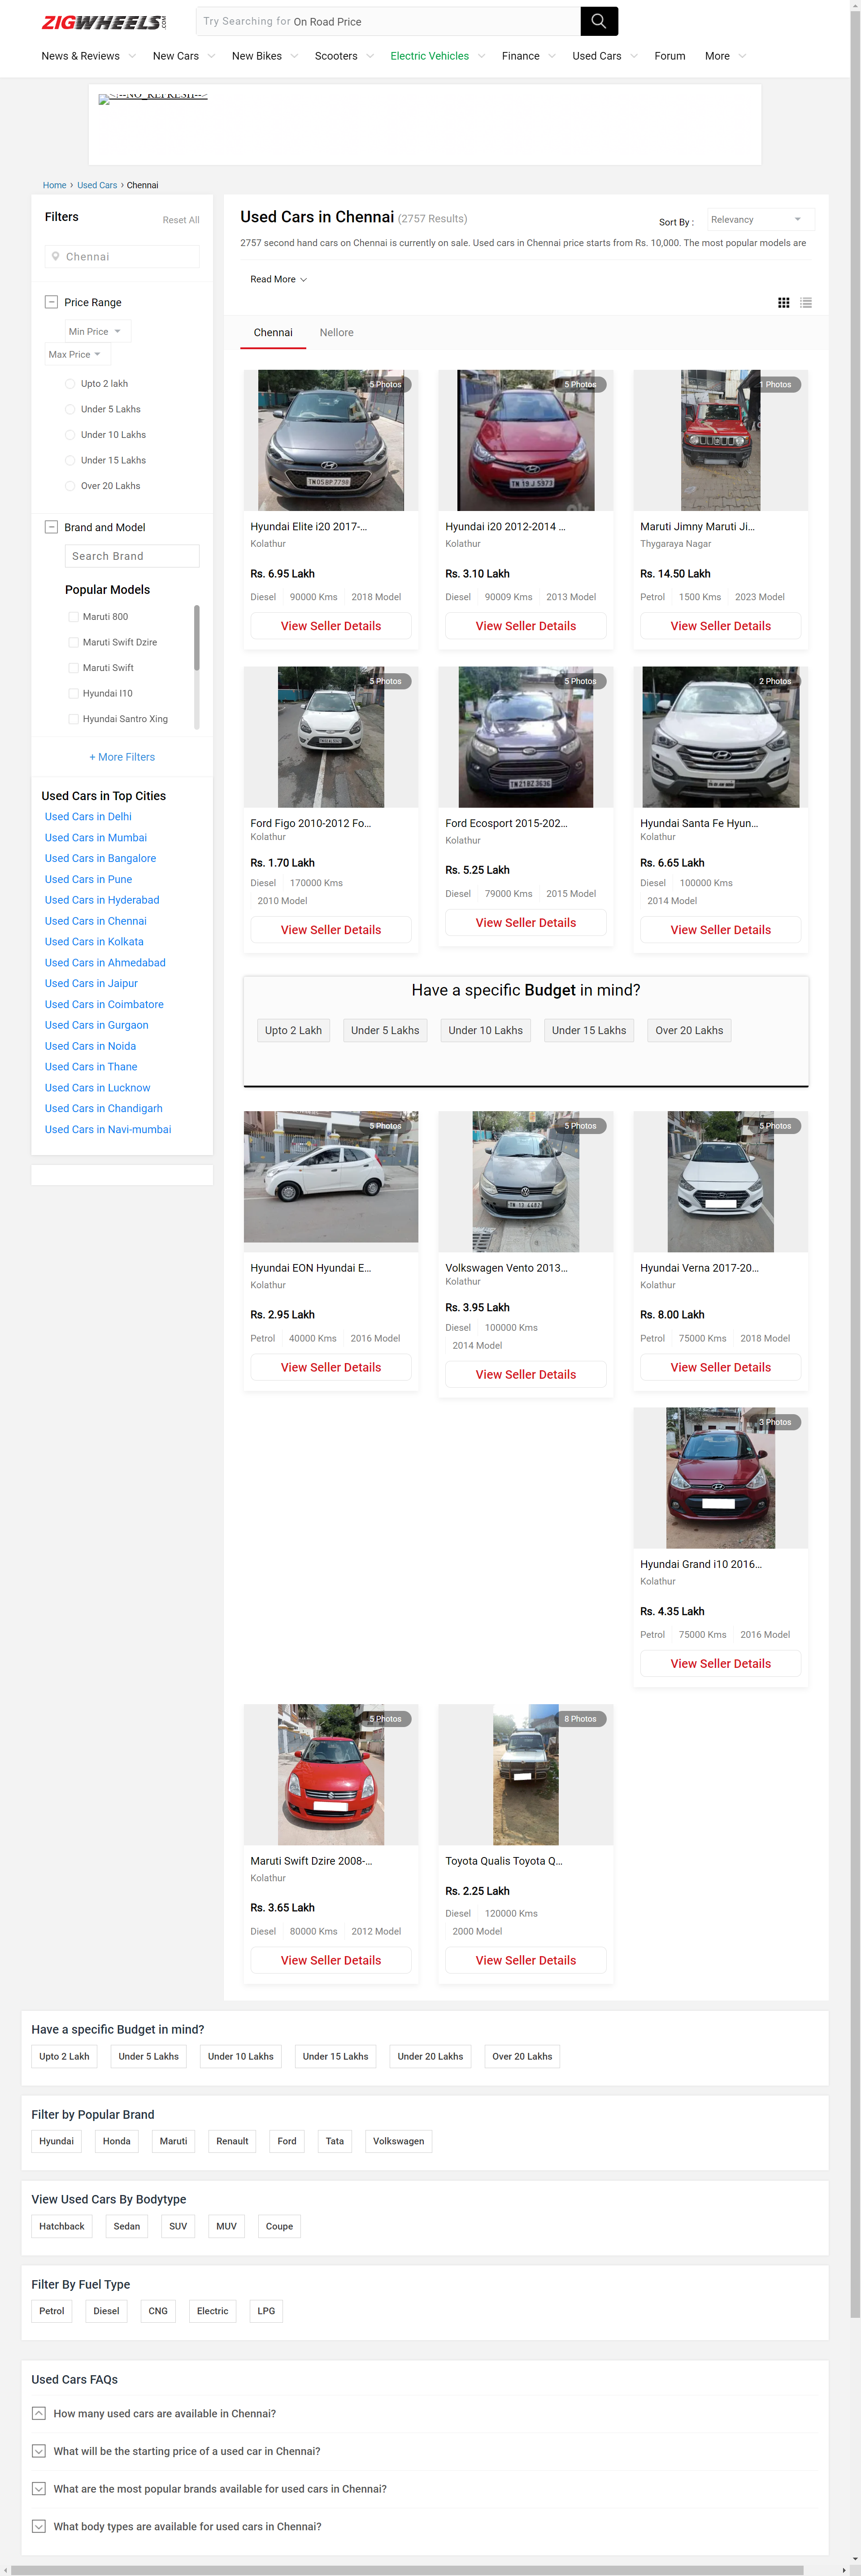 ZIGWHEELS.COM
Try Searching for On Road Price
News & Reviews New Cars New Bikes Scooters Electric Vehicles Finance Used Cars Forum More
<!--NO_REFRESH-->
Home › Used Cars › Chennai
Filters Reset All
Chennai
Price Range
Min Price
Max Price
Upto 2 lakh
Under 5 Lakhs
Under 10 Lakhs
Under 15 Lakhs
Over 20 Lakhs
Brand and Model
Search Brand
Popular Models
Maruti 800
Maruti Swift Dzire
Maruti Swift
Hyundai I10
Hyundai Santro Xing
+ More Filters
Used Cars in Top Cities
Used Cars in Delhi
Used Cars in Mumbai
Used Cars in Bangalore
Used Cars in Pune
Used Cars in Hyderabad
Used Cars in Chennai
Used Cars in Kolkata
Used Cars in Ahmedabad
Used Cars in Jaipur
Used Cars in Coimbatore
Used Cars in Gurgaon
Used Cars in Noida
Used Cars in Thane
Used Cars in Lucknow
Used Cars in Chandigarh
Used Cars in Navi-mumbai
Used Cars in Chennai (2757 Results)
Sort By : Relevancy
2757 second hand cars on Chennai is currently on sale. Used cars in Chennai price starts from Rs. 10,000. The most popular models are
Read More
Chennai Nellore
5 Photos
TN05BP7798
Hyundai Elite i20 2017-...
Kolathur
Rs. 6.95 Lakh
Diesel 90000 Kms 2018 Model
View Seller Details
5 Photos
TN 19 J 5973
Hyundai i20 2012-2014 ...
Kolathur
Rs. 3.10 Lakh
Diesel 90009 Kms 2013 Model
View Seller Details
1 Photos
Maruti Jimny Maruti Ji...
Thygaraya Nagar
Rs. 14.50 Lakh
Petrol 1500 Kms 2023 Model
View Seller Details
5 Photos
Ford Figo 2010-2012 Fo...
Kolathur
Rs. 1.70 Lakh
Diesel 170000 Kms
2010 Model
View Seller Details
5 Photos
TN21BZ3636
Ford Ecosport 2015-202...
Kolathur
Rs. 5.25 Lakh
Diesel 79000 Kms 2015 Model
View Seller Details
2 Photos
Hyundai Santa Fe Hyun...
Kolathur
Rs. 6.65 Lakh
Diesel 100000 Kms
2014 Model
View Seller Details
Have a specific Budget in mind?
Upto 2 Lakh Under 5 Lakhs Under 10 Lakhs Under 15 Lakhs Over 20 Lakhs
5 Photos
Hyundai EON Hyundai E...
Kolathur
Rs. 2.95 Lakh
Petrol 40000 Kms 2016 Model
View Seller Details
5 Photos
Volkswagen Vento 2013...
Kolathur
Rs. 3.95 Lakh
Diesel 100000 Kms
2014 Model
View Seller Details
5 Photos
Hyundai Verna 2017-20...
Kolathur
Rs. 8.00 Lakh
Petrol 75000 Kms 2018 Model
View Seller Details
3 Photos
Hyundai Grand i10 2016...
Kolathur
Rs. 4.35 Lakh
Petrol 75000 Kms 2016 Model
View Seller Details
5 Photos
Maruti Swift Dzire 2008-...
Kolathur
Rs. 3.65 Lakh
Diesel 80000 Kms 2012 Model
View Seller Details
8 Photos
Toyota Qualis Toyota Q...
Rs. 2.25 Lakh
Diesel 120000 Kms
2000 Model
View Seller Details
Have a specific Budget in mind?
Upto 2 Lakh Under 5 Lakhs Under 10 Lakhs Under 15 Lakhs Under 20 Lakhs Over 20 Lakhs
Filter by Popular Brand
Hyundai Honda Maruti Renault Ford Tata Volkswagen
View Used Cars By Bodytype
Hatchback Sedan SUV MUV Coupe
Filter By Fuel Type
Petrol Diesel CNG Electric LPG
Used Cars FAQs
How many used cars are available in Chennai?
What will be the starting price of a used car in Chennai?
What are the most popular brands available for used cars in Chennai?
What body types are available for used cars in Chennai?